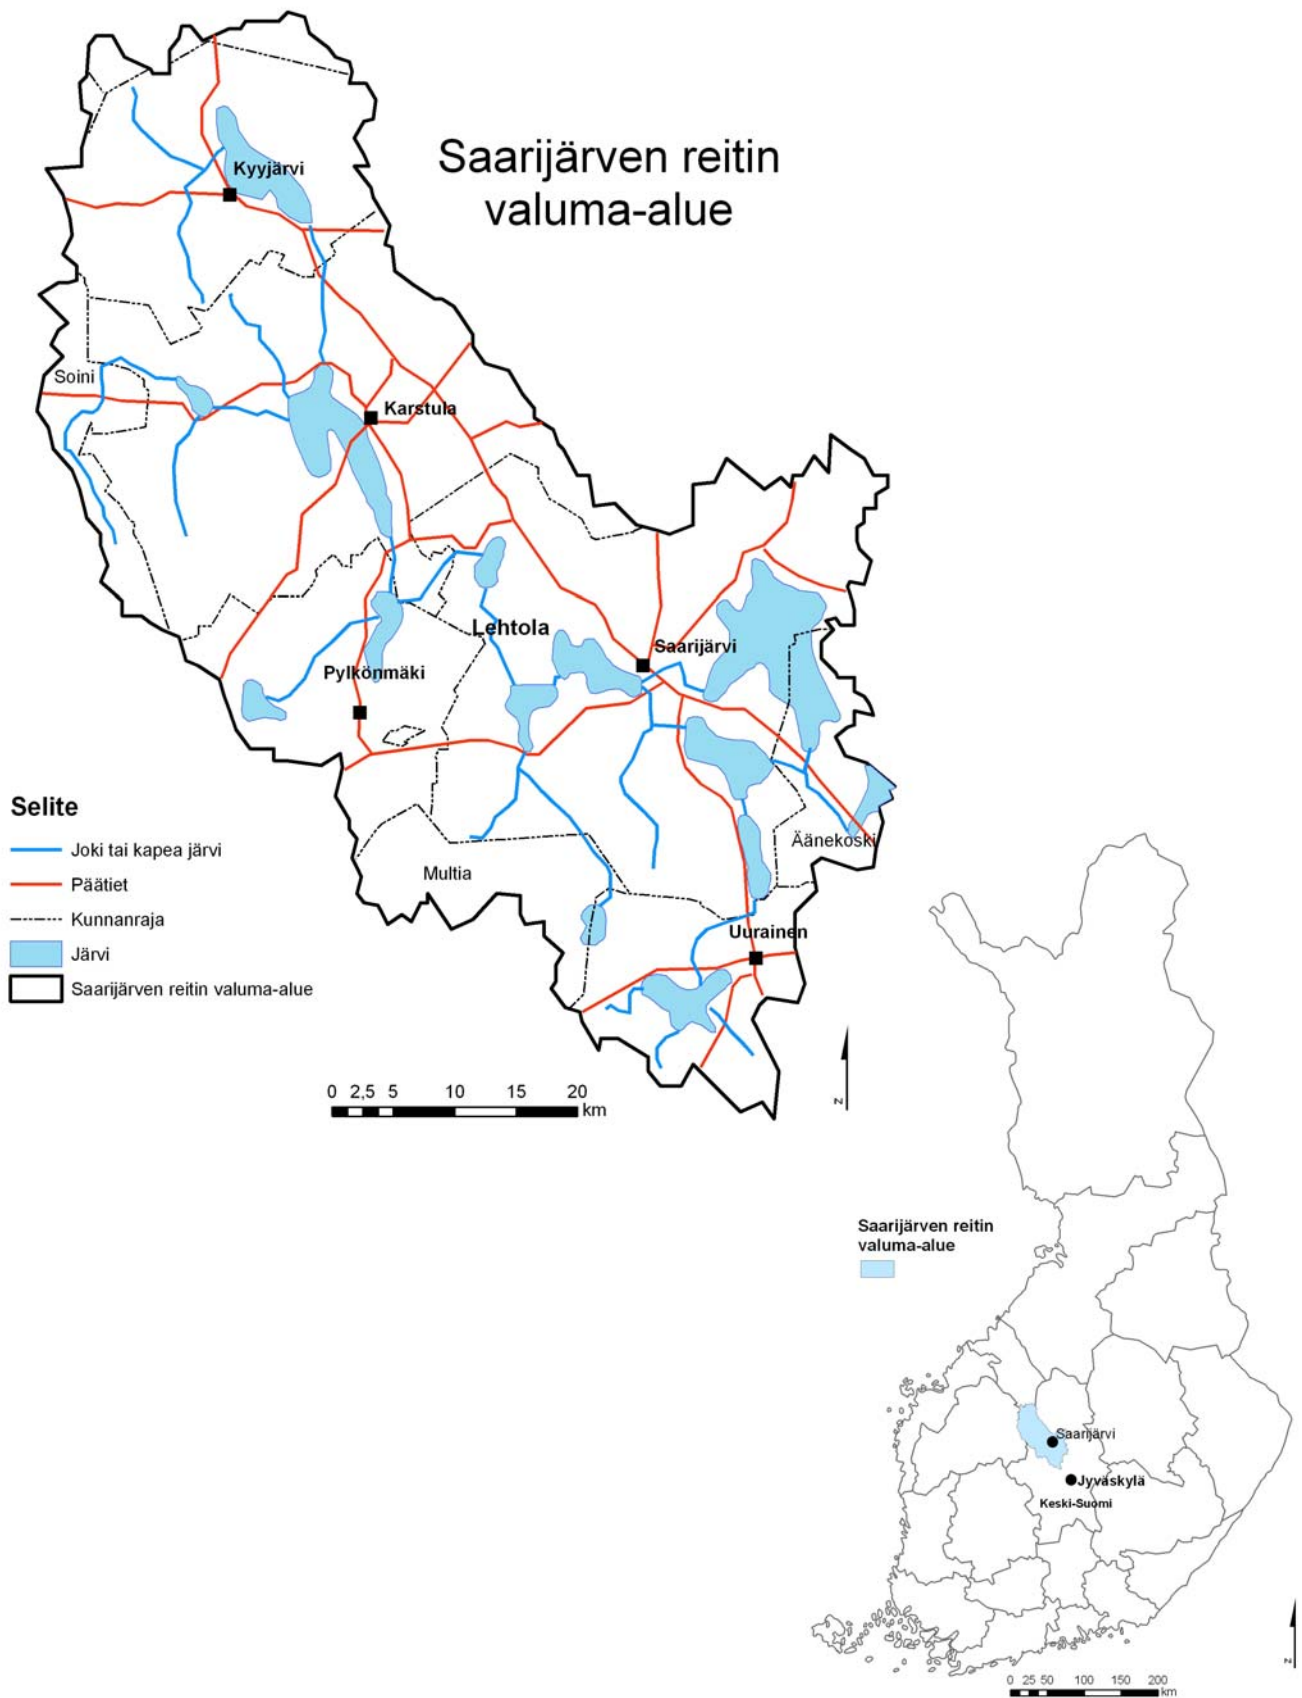 Saarijärven reitin
valuma-alue
Kyyjärvi
Soini
Karstula
Lehtola
Saarijärvi
Pylkönmäki
Äänekoski
Multia
Uurainen
Selite
Joki tai kapea järvi
Päätiet
Kunnanraja
Järvi
Saarijärven reitin valuma-alue
0 2,5 5 10 15 20
km
N
Saarijärven reitin
valuma-alue
Saarijärvi
Jyväskylä
Keski-Suomi
N
0 25 50 100 150 200
km